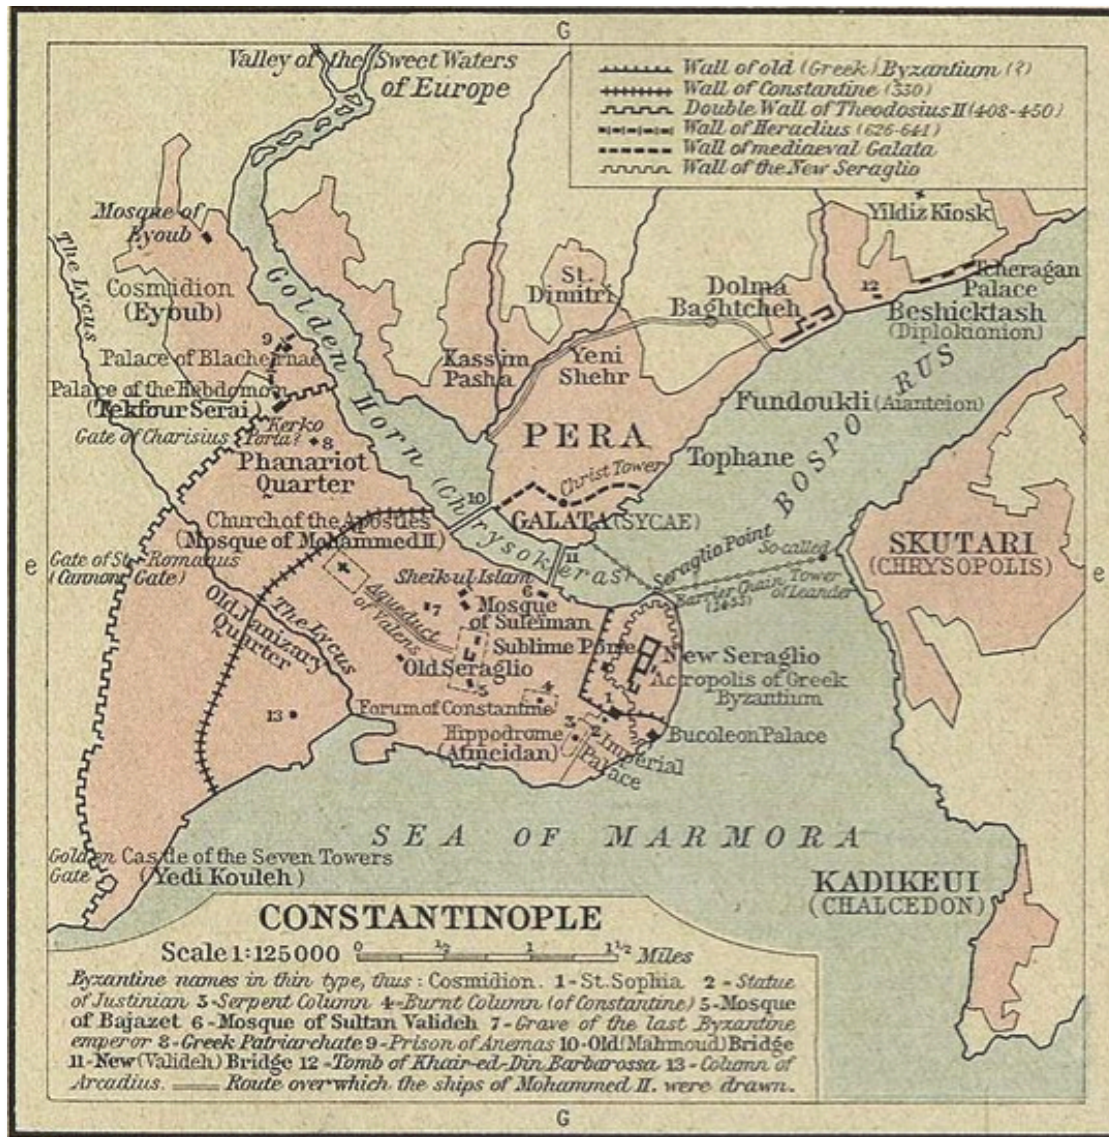 G
Valley of the Sweet Waters
of Europe
Wall of old (Greek) Byzantium (?)
Wall of Constantine (330)
Double Wall of Theodosius II (408-450)
Wall of Heraclius (626-641)
Wall of mediaeval Galata
Wall of the New Seraglio
Mosque of
Eyoub
The Lycus
Cosmidion
(Eyoub)
Golden Horn (Chrysokeras)
St.
Dimitri
Dolma
Baghtcheh
Yildiz Kiosk
Tcheragan
Palace
12
Beshicktash
(Diplokionion)
9
Palace of Blachernae
Palace of the Hebdomon
(Tekfour Serai)
Kerko
Porta?
Gate of Charisius
8
Phanariot
Quarter
Kassim
Pasha
Yeni
Shehr
Fundoukli (Aianteion)
PERA
Tophane
BOSPORUS
Christ Tower
GALATA (SYCAE)
10
11
Church of the Apostles
(Mosque of Mohammed II)
e
Gate of St. Romanus
(Cannon Gate)
Sheik-ul-Islam
6
Seraglio Point
So-called
Tower
of Leander
Barrier Chain
(1453)
SKUTARI
(CHRYSOPOLIS)
e
Old Janizary
Quarter
The Lycus
Aqueduct
of Valens
7
Mosque
of Suleiman
Sublime Porte
Old Seraglio
5
New Seraglio
Acropolis of Greek
Byzantium
13
Forum of Constantine
4
1
Hippodrome
(Atmeidan)
3
2
Imperial
Palace
Bucoleon Palace
SEA OF MARMORA
Golden
Gate
Castle of the Seven Towers
(Yedi Kouleh)
KADIKEUI
(CHALCEDON)
CONSTANTINOPLE
Scale 1:125000 0 ½ 1 1½ Miles
Byzantine names in thin type, thus: Cosmidion. 1-St. Sophia 2-Statue
of Justinian 3-Serpent Column 4-Burnt Column (of Constantine) 5-Mosque
of Bajazet 6-Mosque of Sultan Valideh 7-Grave of the last Byzantine
emperor 8-Greek Patriarchate 9-Prison of Anemas 10-Old (Mahmoud) Bridge
11-New (Valideh) Bridge 12-Tomb of Khair-ed-Din Barbarossa 13-Column of
Arcadius. Route over which the ships of Mohammed II. were drawn.
G